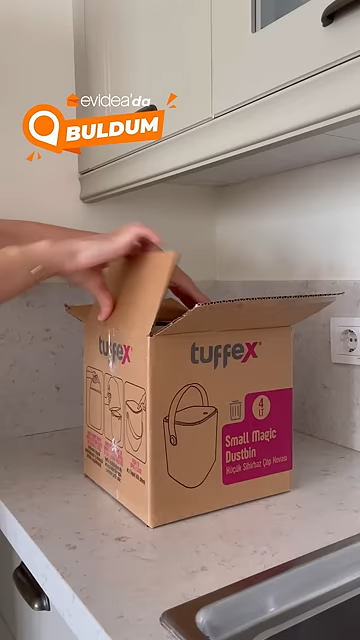 evidea'da
BULDUM
tuffex
tuffex
4
LT
Small Magic
Dustbin
Küçük Sihirbaz Çöp Kovası